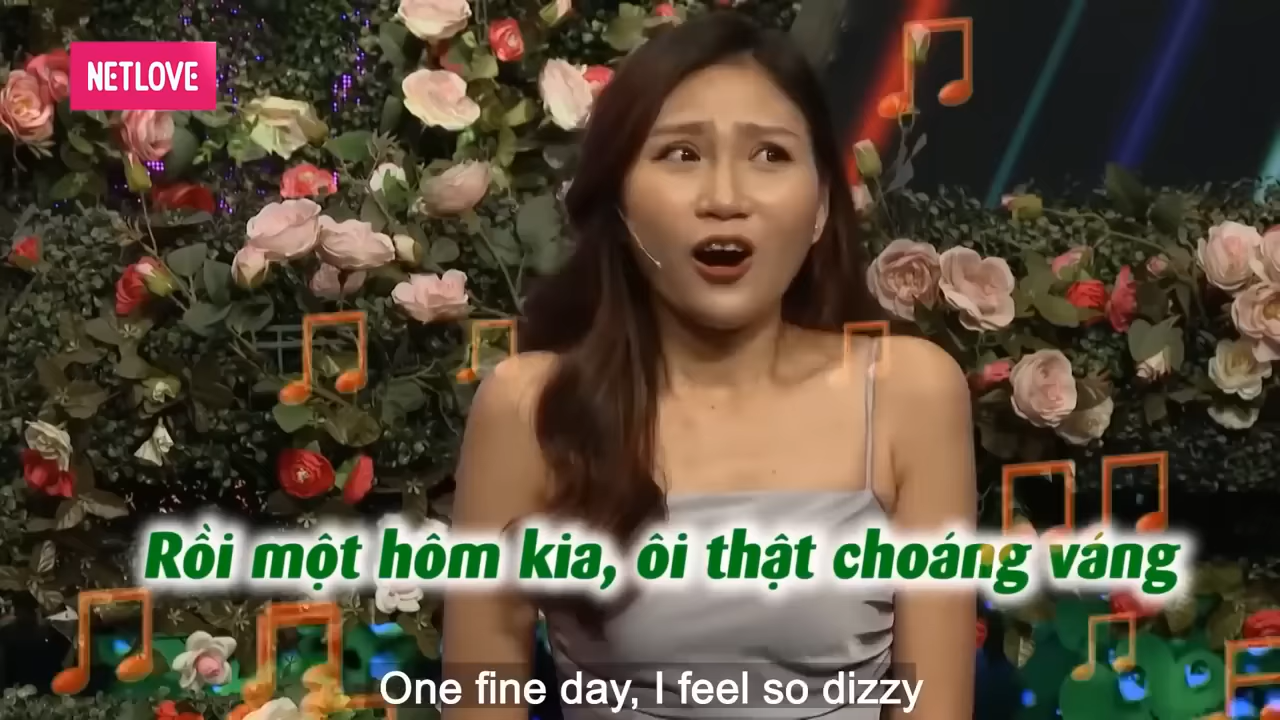 NETLOVE
Rồi một hôm kia, ôi thật choáng váng
One fine day, I feel so dizzy